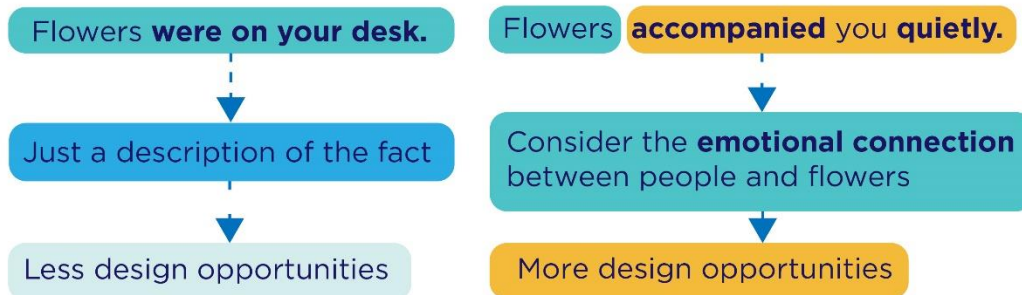 Flowers were on your desk.
Just a description of the fact
Less design opportunities
Flowers accompanied you quietly.
Consider the emotional connection
between people and flowers
More design opportunities